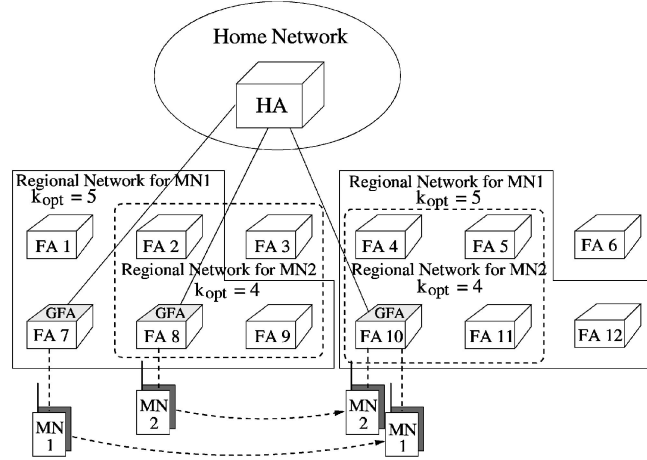 Home Network
HA
Regional Network for MN1
k_opt = 5
Regional Network for MN1
k_opt = 5
FA 1
FA 2
FA 3
FA 4
FA 5
FA 6
Regional Network for MN2
k_opt = 4
Regional Network for MN2
k_opt = 4
GFA
FA 7
GFA
FA 8
FA 9
GFA
FA 10
FA 11
FA 12
MN
2
MN
2
MN
1
MN
1